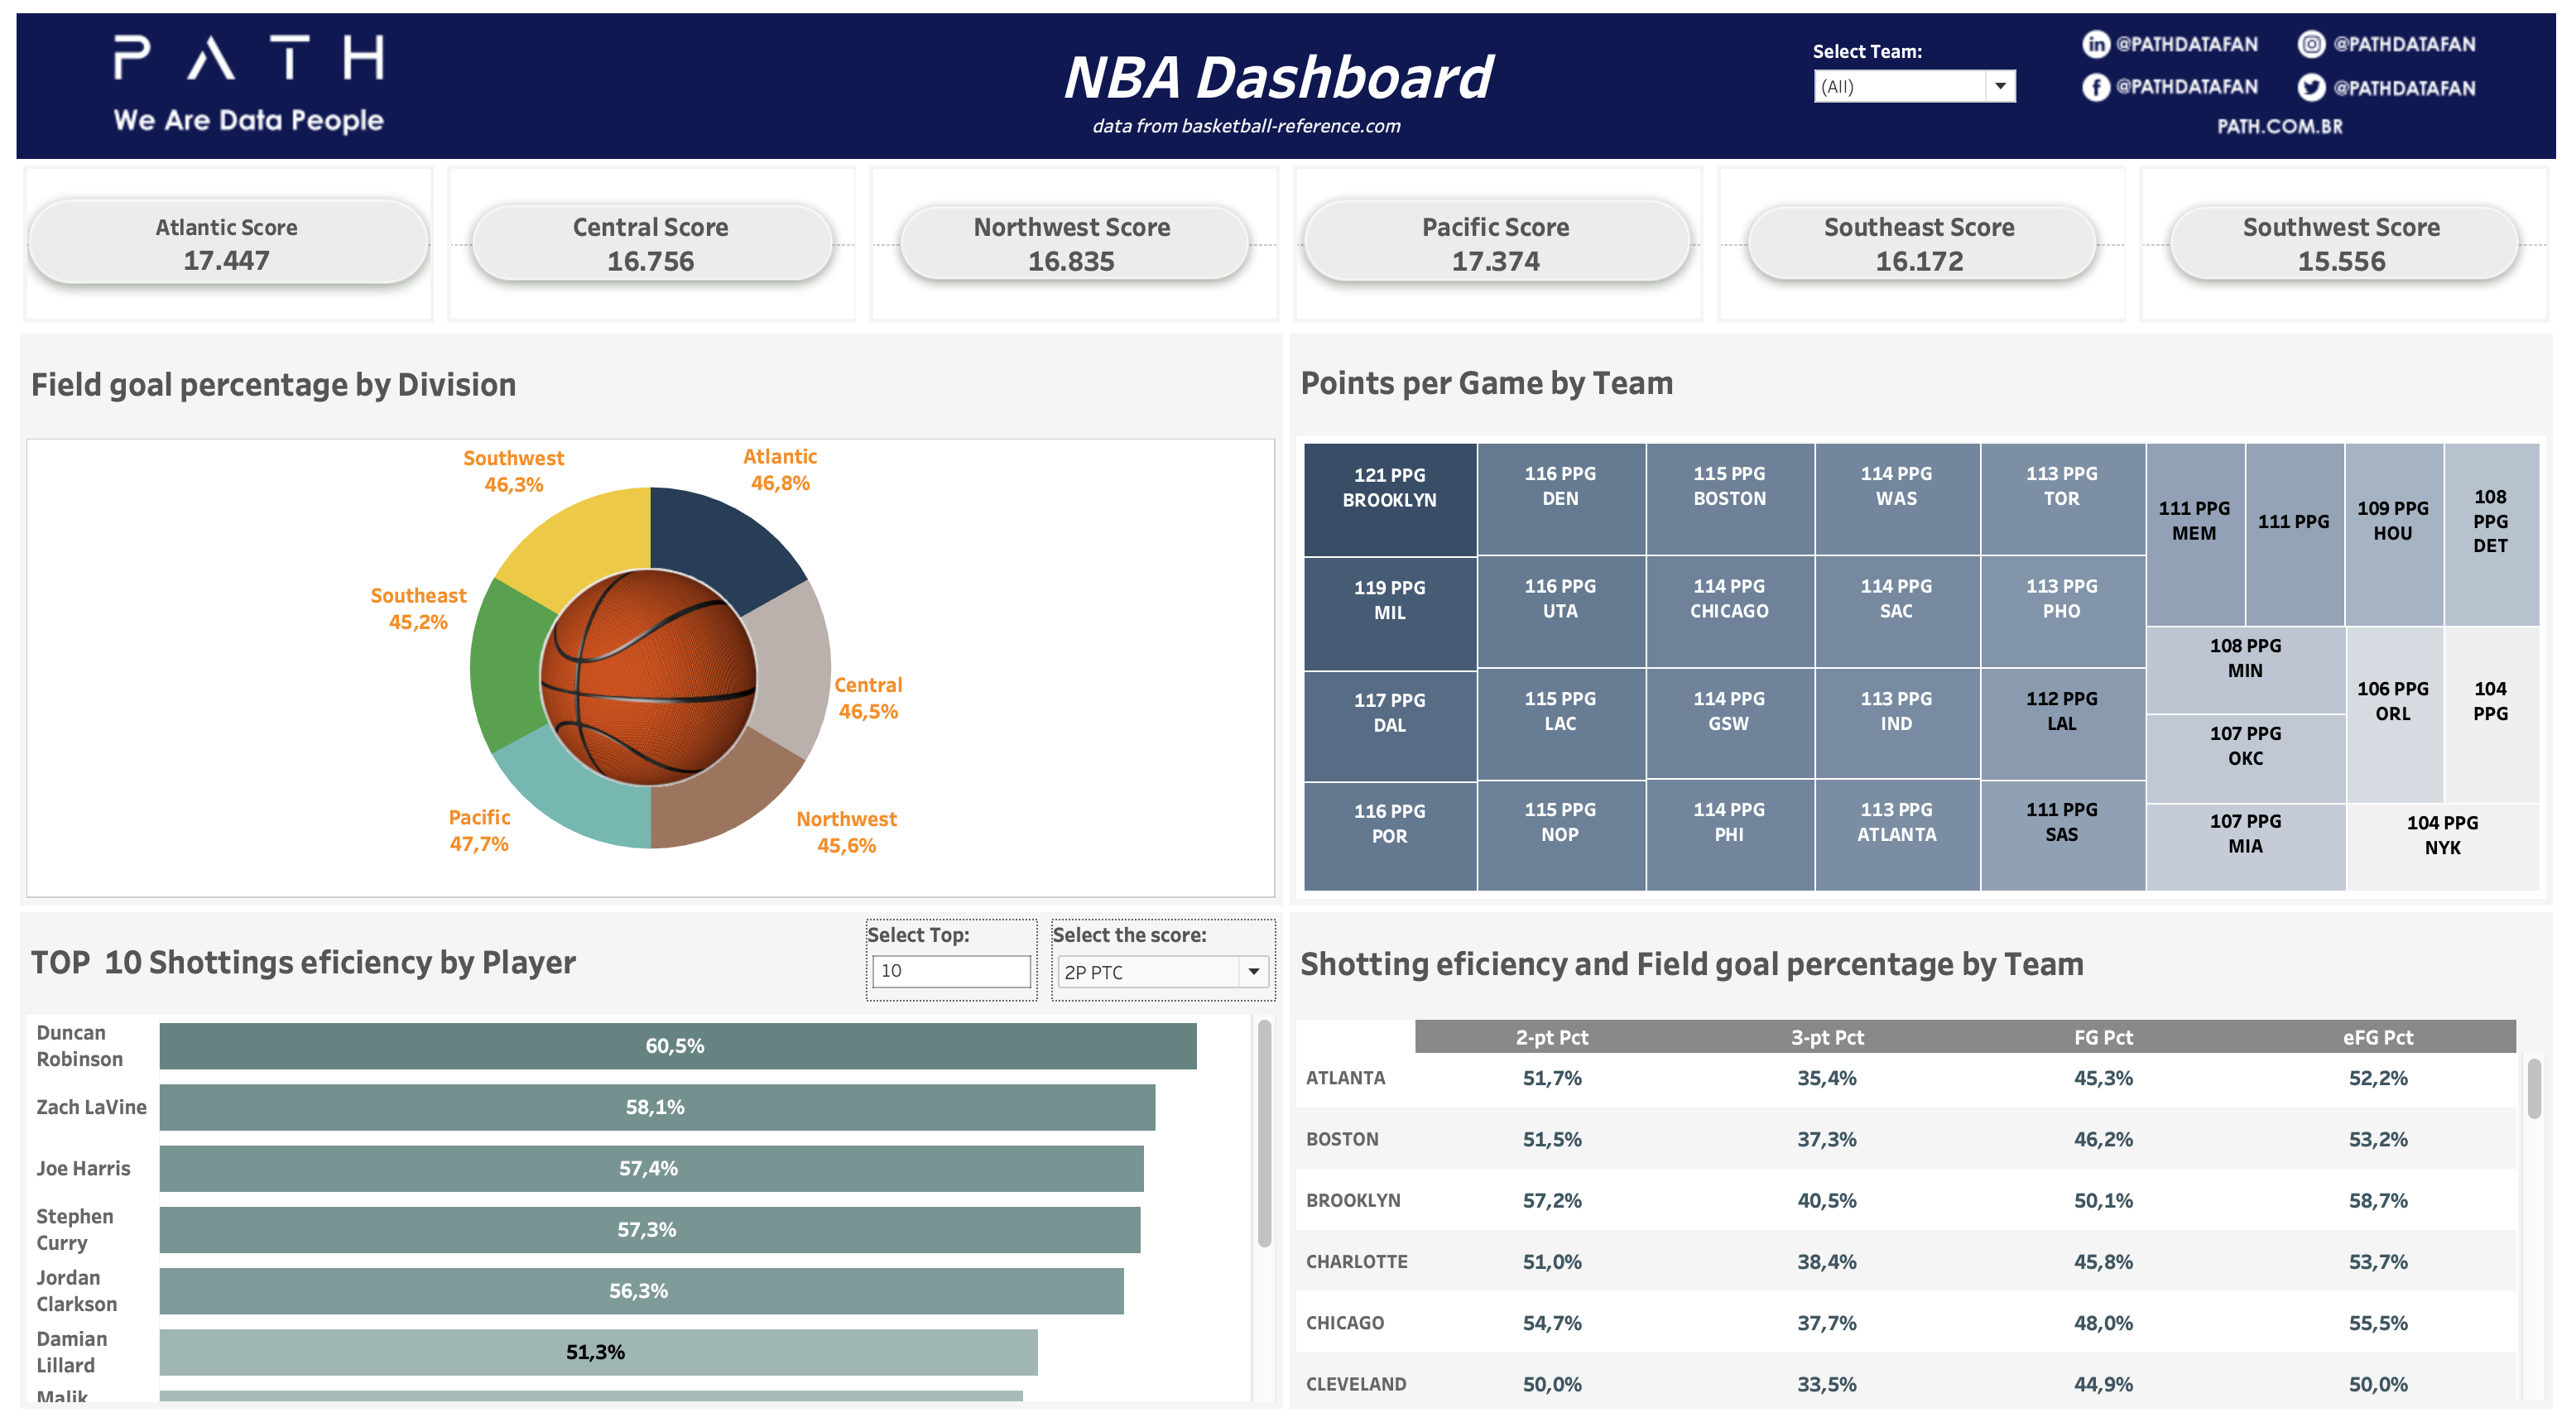 PATH
We Are Data People
NBA Dashboard
data from basketball-reference.com
Select Team:
(All)
@PATHDATAFAN
@PATHDATAFAN
@PATHDATAFAN
@PATHDATAFAN
PATH.COM.BR
Atlantic Score
17.447
Central Score
16.756
Northwest Score
16.835
Pacific Score
17.374
Southeast Score
16.172
Southwest Score
15.556
Field goal percentage by Division
Southwest
46,3%
Atlantic
46,8%
Southeast
45,2%
Central
46,5%
Pacific
47,7%
Northwest
45,6%
Points per Game by Team
121 PPG
BROOKLYN
119 PPG
MIL
117 PPG
DAL
116 PPG
POR
116 PPG
DEN
116 PPG
UTA
115 PPG
LAC
115 PPG
NOP
115 PPG
BOSTON
114 PPG
CHICAGO
114 PPG
GSW
114 PPG
PHI
114 PPG
WAS
114 PPG
SAC
113 PPG
IND
113 PPG
ATLANTA
113 PPG
TOR
113 PPG
PHO
112 PPG
LAL
111 PPG
SAS
111 PPG
MEM
111 PPG
109 PPG
HOU
108
PPG
DET
108 PPG
MIN
107 PPG
OKC
107 PPG
MIA
106 PPG
ORL
104
PPG
104 PPG
NYK
TOP 10 Shottings eficiency by Player
Select Top:
10
Select the score:
2P PTC
Duncan
Robinson
60,5%
Zach LaVine
58,1%
Joe Harris
57,4%
Stephen
Curry
57,3%
Jordan
Clarkson
56,3%
Damian
Lillard
51,3%
Malik
Shotting eficiency and Field goal percentage by Team
2-pt Pct 3-pt Pct FG Pct eFG Pct
ATLANTA 51,7% 35,4% 45,3% 52,2%
BOSTON 51,5% 37,3% 46,2% 53,2%
BROOKLYN 57,2% 40,5% 50,1% 58,7%
CHARLOTTE 51,0% 38,4% 45,8% 53,7%
CHICAGO 54,7% 37,7% 48,0% 55,5%
CLEVELAND 50,0% 33,5% 44,9% 50,0%